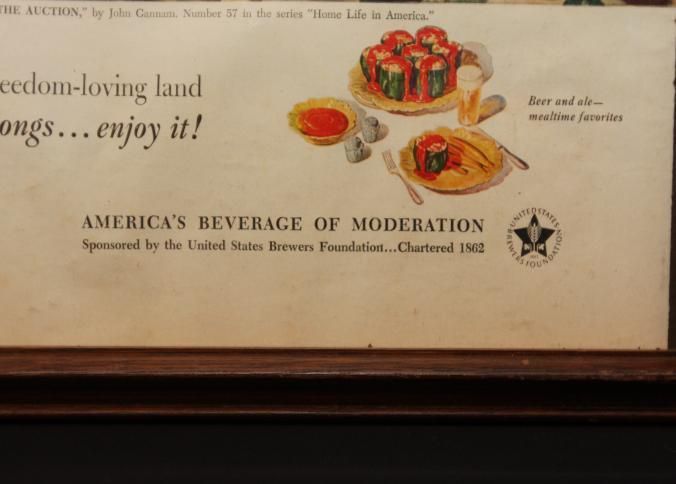 THE AUCTION," by John Gannam. Number 57 in the series "Home Life in America."
eedom-loving land
ongs...enjoy it!
Beer and ale—
mealtime favorites
AMERICA'S BEVERAGE OF MODERATION
Sponsored by the United States Brewers Foundation...Chartered 1862
UNITED STATES
BREWERS FOUNDATION